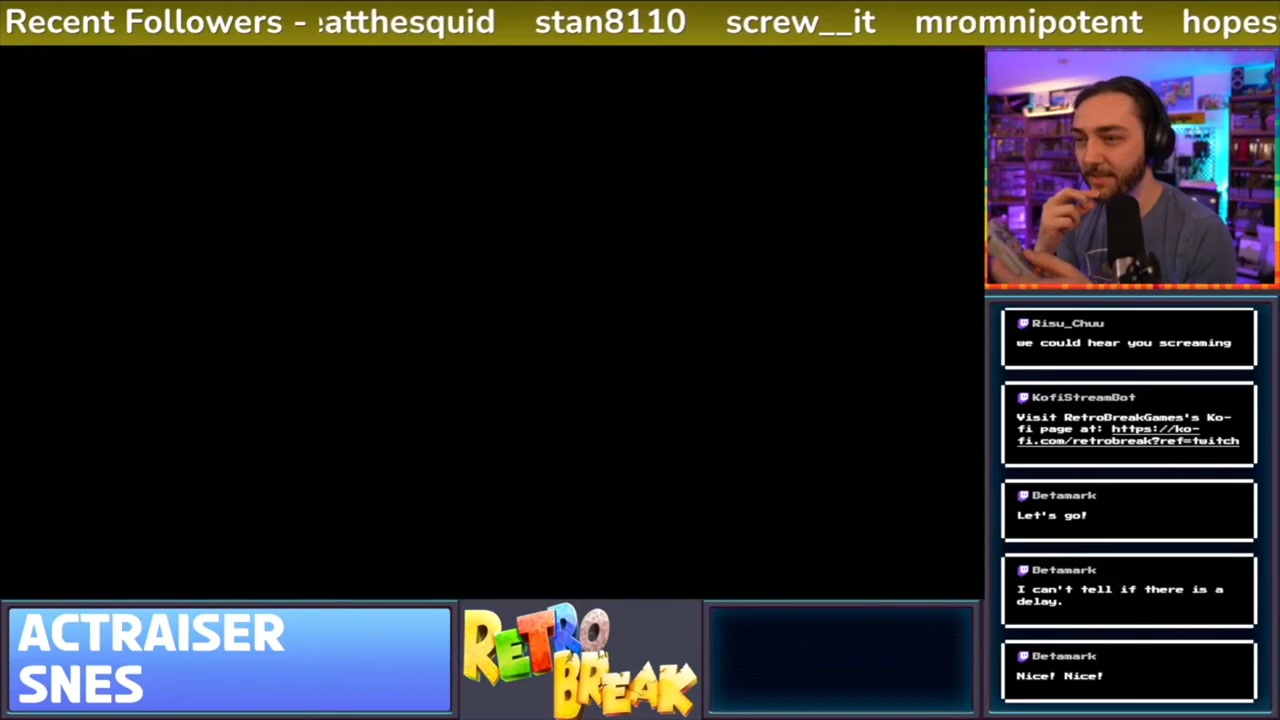 Recent Followers - atthesquid stan8110 screw__it mromnipotent hopes
Risu_Chuu
we could hear you screaming
KofiStreamBot
Visit RetroBreakGames's Ko-
fi page at: https://ko-
fi.com/retrobreak?ref=twitch
Betamark
Let's go!
Betamark
I can't tell if there is a
delay.
Betamark
Nice! Nice!
ACTRAISER
SNES
RETRO
BREAK